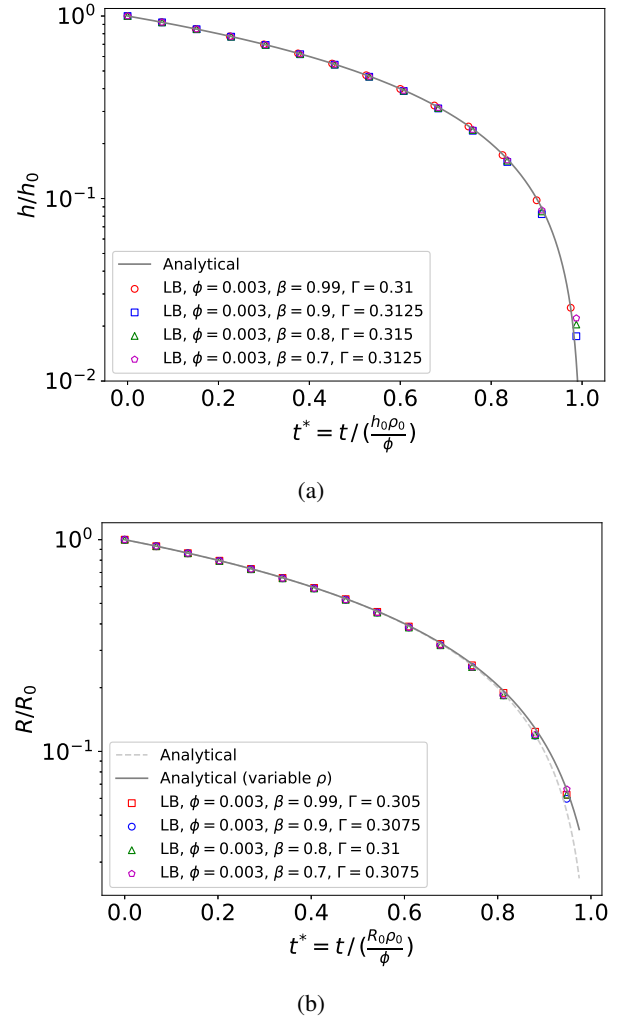 10^0
10^{-1}
10^{-2}
h/h_0
Analytical
LB, ϕ = 0.003, β = 0.99, Γ = 0.31
LB, ϕ = 0.003, β = 0.9, Γ = 0.3125
LB, ϕ = 0.003, β = 0.8, Γ = 0.315
LB, ϕ = 0.003, β = 0.7, Γ = 0.3125
0.0 0.2 0.4 0.6 0.8 1.0
t* = t/(\frac{h_0ρ_0}{ϕ})
(a)
10^0
10^{-1}
R/R_0
Analytical
Analytical (variable ρ)
LB, ϕ = 0.003, β = 0.99, Γ = 0.305
LB, ϕ = 0.003, β = 0.9, Γ = 0.3075
LB, ϕ = 0.003, β = 0.8, Γ = 0.31
LB, ϕ = 0.003, β = 0.7, Γ = 0.3075
0.0 0.2 0.4 0.6 0.8 1.0
t* = t/(\frac{R_0ρ_0}{ϕ})
(b)